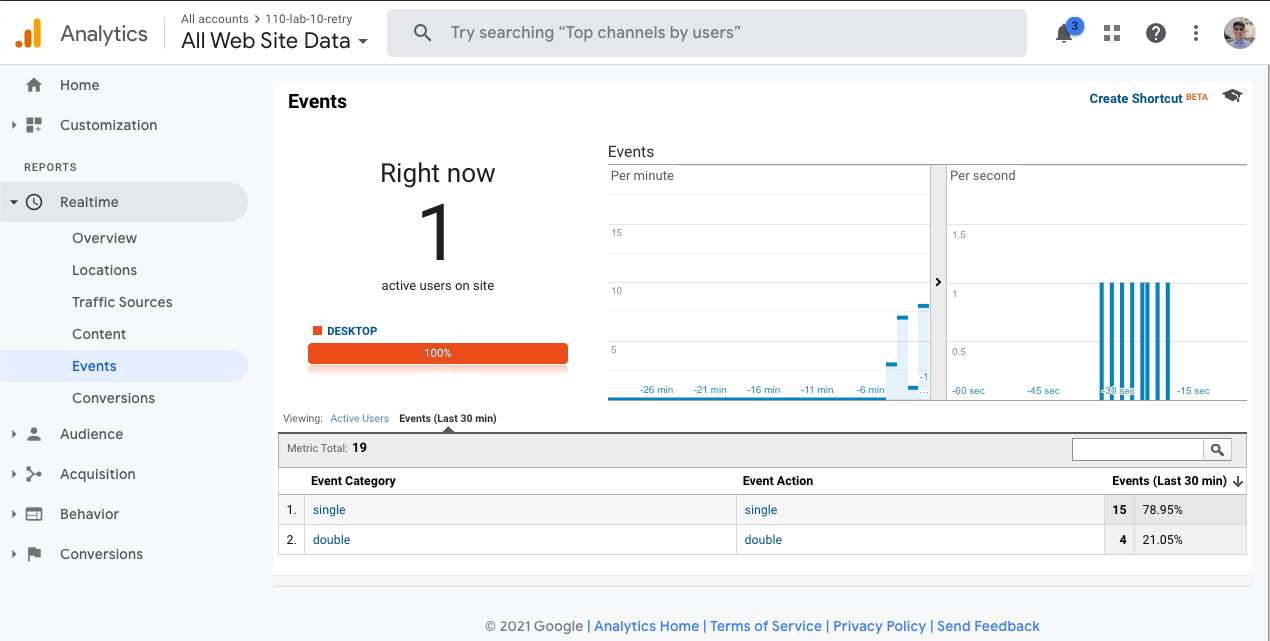 Analytics
All accounts > 110-lab-10-retry
All Web Site Data
Try searching “Top channels by users”
3
Home
Customization
REPORTS
Realtime
Overview
Locations
Traffic Sources
Content
Events
Conversions
Audience
Acquisition
Behavior
Conversions
Events
Create Shortcut BETA
Right now
1
active users on site
DESKTOP
100%
Events
Per minute
15
10
5
-26 min -21 min -16 min -11 min -6 min -1
...
Per second
1.5
1
0.5
-60 sec -45 sec -30 sec -15 sec
Viewing: Active Users Events (Last 30 min)
Metric Total: 19
Event Category Event Action Events (Last 30 min)
1. single single 15 78.95%
2. double double 4 21.05%
© 2021 Google | Analytics Home | Terms of Service | Privacy Policy | Send Feedback